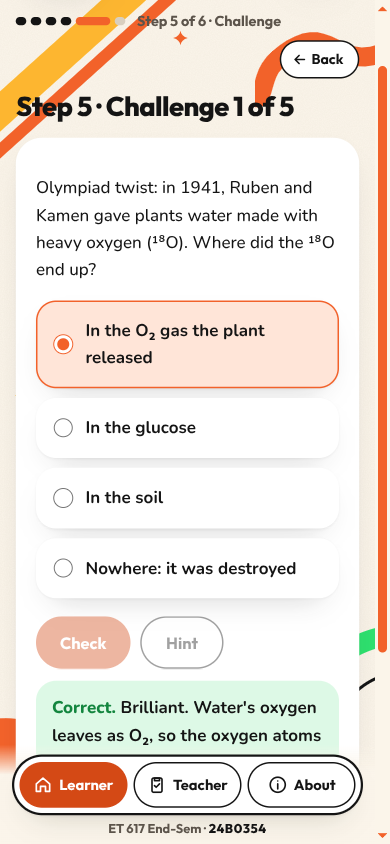 Step 5 of 6 · Challenge
← Back
Step 5 · Challenge 1 of 5
Olympiad twist: in 1941, Ruben and
Kamen gave plants water made with
heavy oxygen (¹⁸O). Where did the ¹⁸O
end up?
In the O₂ gas the plant
released
In the glucose
In the soil
Nowhere: it was destroyed
Check
Hint
Correct. Brilliant. Water's oxygen
leaves as O₂, so the oxygen atoms
Learner
Teacher
About
ET 617 End-Sem · 24B0354